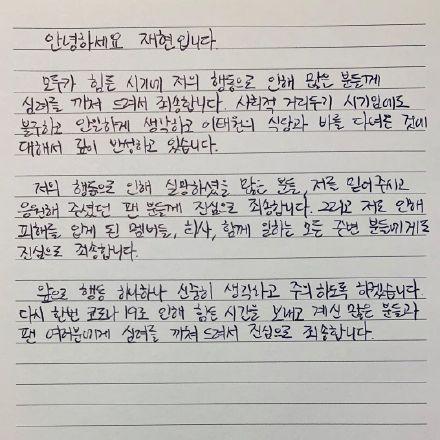 안녕하세요 재현입니다.
모두가 힘든 시기에 저의 행동으로 인해 많은 분들께
심려를 끼쳐 드려서 죄송합니다. 사회적 거리두기 시기임에도
불구하고 안일하게 생각하고 이태원의 식당과 바를 다녀온 것에
대해서 깊이 반성하고 있습니다.
저의 행동으로 인해 실망하셨을 많은 분들, 저를 믿어주시고
응원해 주셨던 팬 분들께 진심으로 죄송합니다. 그리고 저로 인해
피해를 입게 된 멤버들, 회사, 함께 일하는 모든 주변 분들에게도
진심으로 죄송합니다.
앞으로 행동 하나하나 신중히 생각하고 주의하도록 하겠습니다.
다시 한번 코로나 19로 인해 힘든 시간을 보내고 계신 많은 분들과
팬 여러분에게 심려를 끼쳐 드려서 진심으로 죄송합니다.